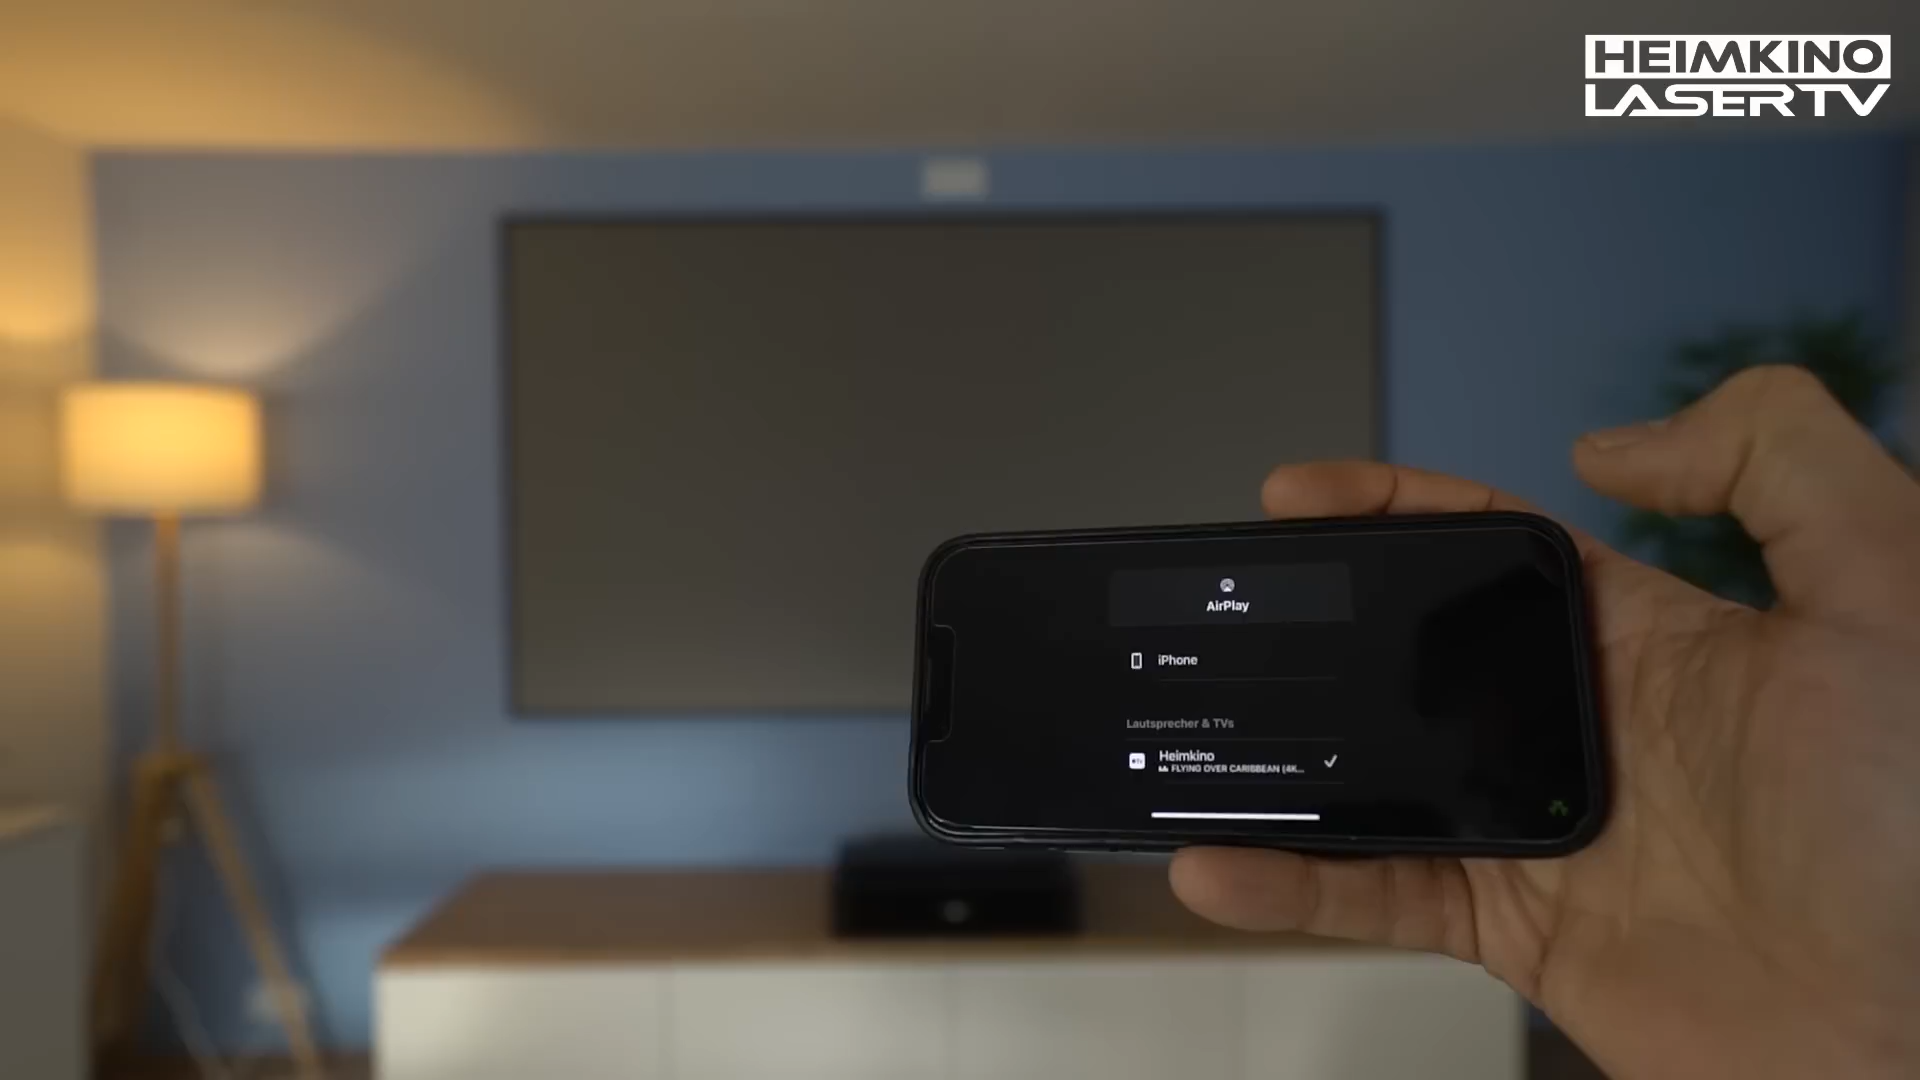 HEIMKINO
LASERTV
AirPlay
iPhone
Lautsprecher & TVs
Heimkino
FLYING OVER CARIBBEAN (4K...